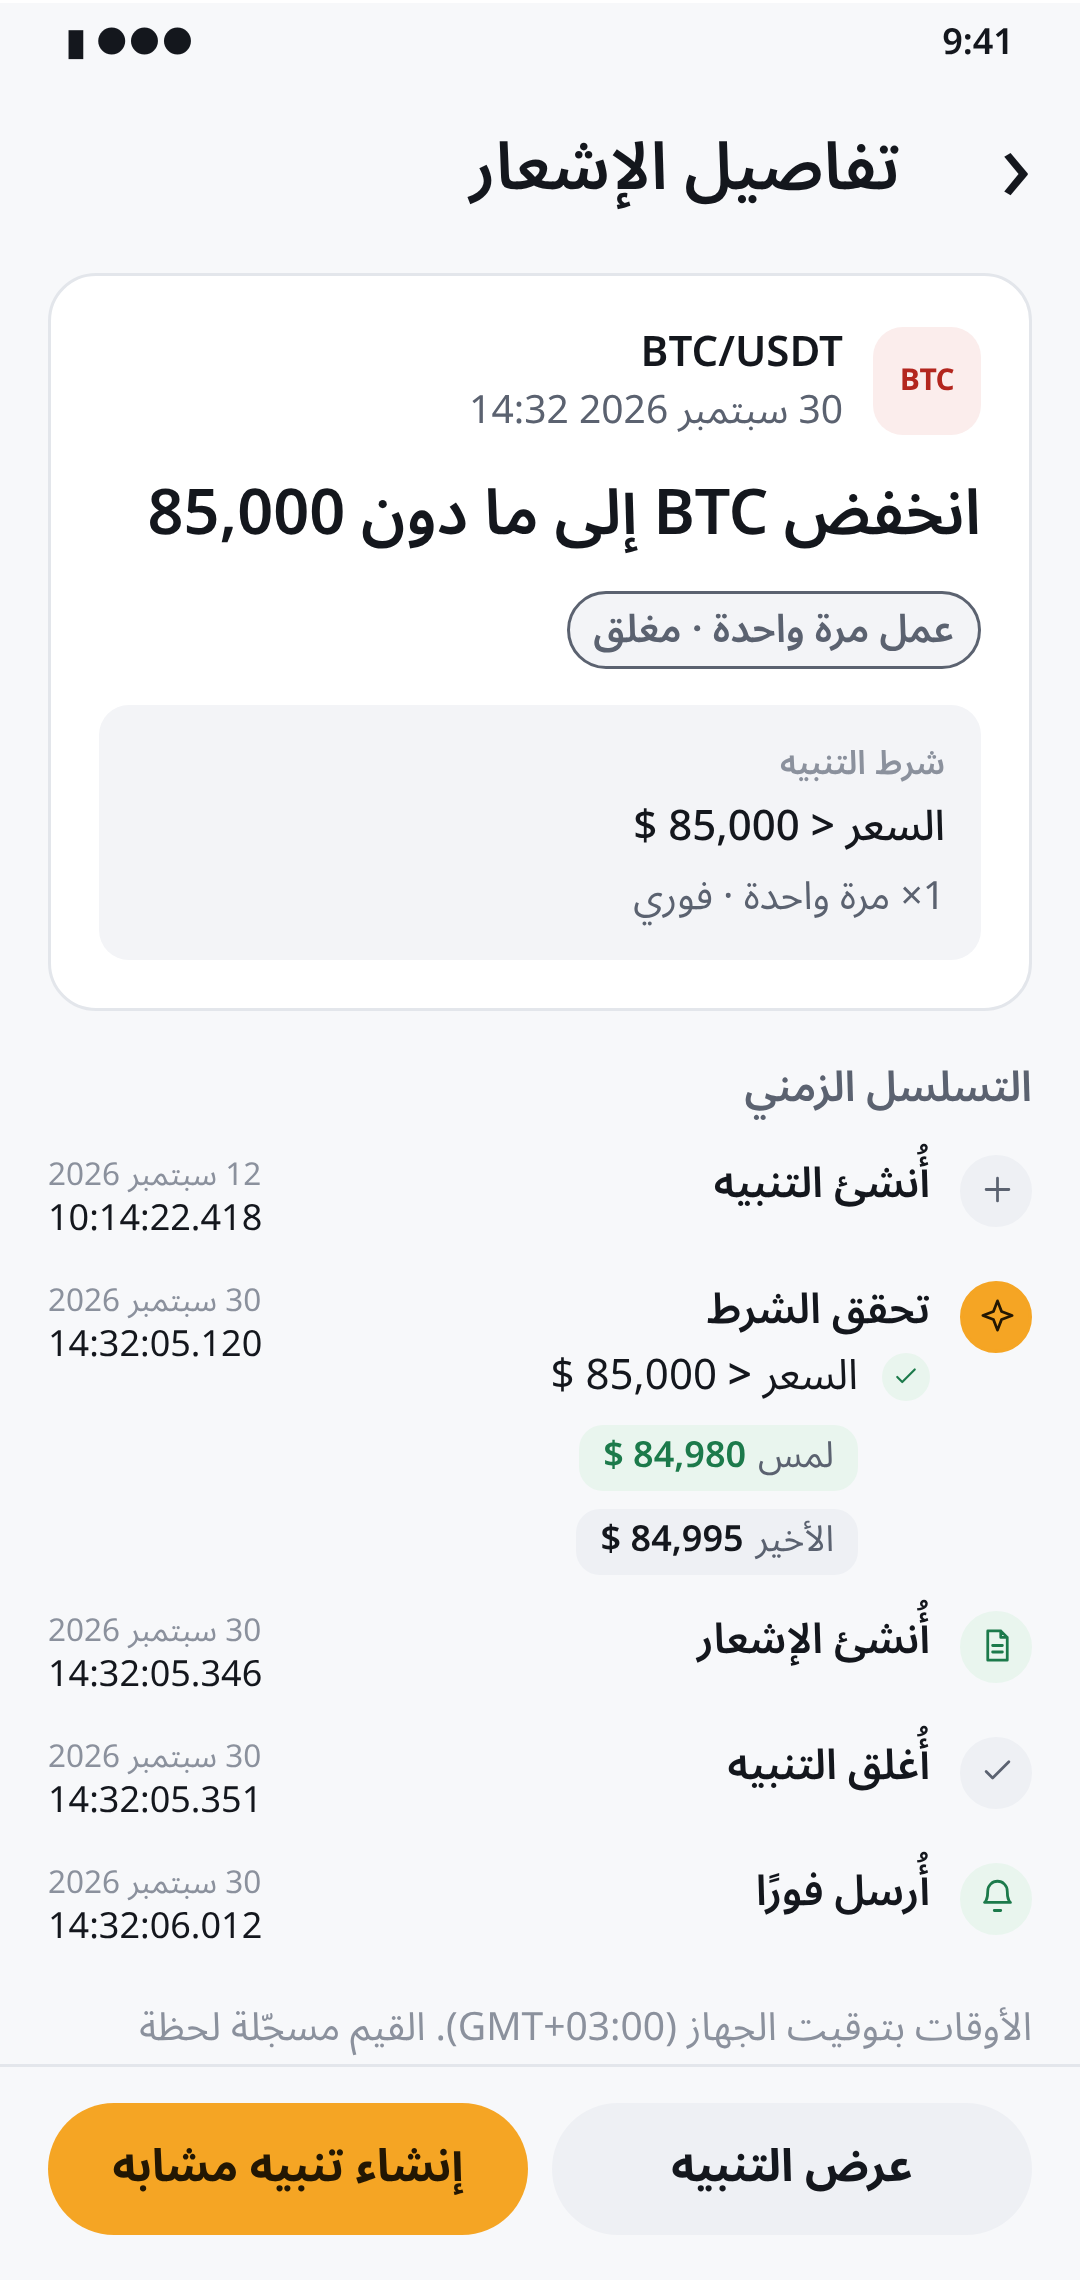 9:41
تفاصيل الإشعار
BTC
BTC/USDT
30 سبتمبر 2026 14:32
انخفض BTC إلى ما دون 85,000
عمل مرة واحدة · مغلق
شرط التنبيه
السعر < 85,000 $
1× مرة واحدة · فوري
التسلسل الزمني
أُنشئ التنبيه
12 سبتمبر 2026
10:14:22.418
تحقق الشرط
30 سبتمبر 2026
14:32:05.120
السعر < 85,000 $
لمس 84,980 $
الأخير 84,995 $
أُنشئ الإشعار
30 سبتمبر 2026
14:32:05.346
أُغلق التنبيه
30 سبتمبر 2026
14:32:05.351
أُرسل فورًا
30 سبتمبر 2026
14:32:06.012
الأوقات بتوقيت الجهاز (GMT+03:00). القيم مسجّلة لحظة
عرض التنبيه
إنشاء تنبيه مشابه